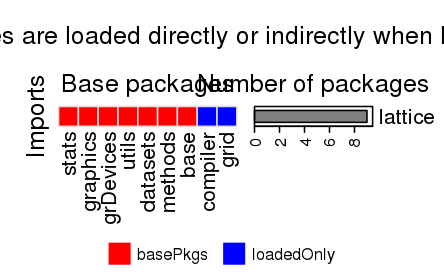 es are loaded directly or indirectly when l
Base packages
Number of packages
Imports
lattice
stats
graphics
grDevices
utils
datasets
methods
base
compiler
grid
0
2
4
6
8
basePkgs
loadedOnly